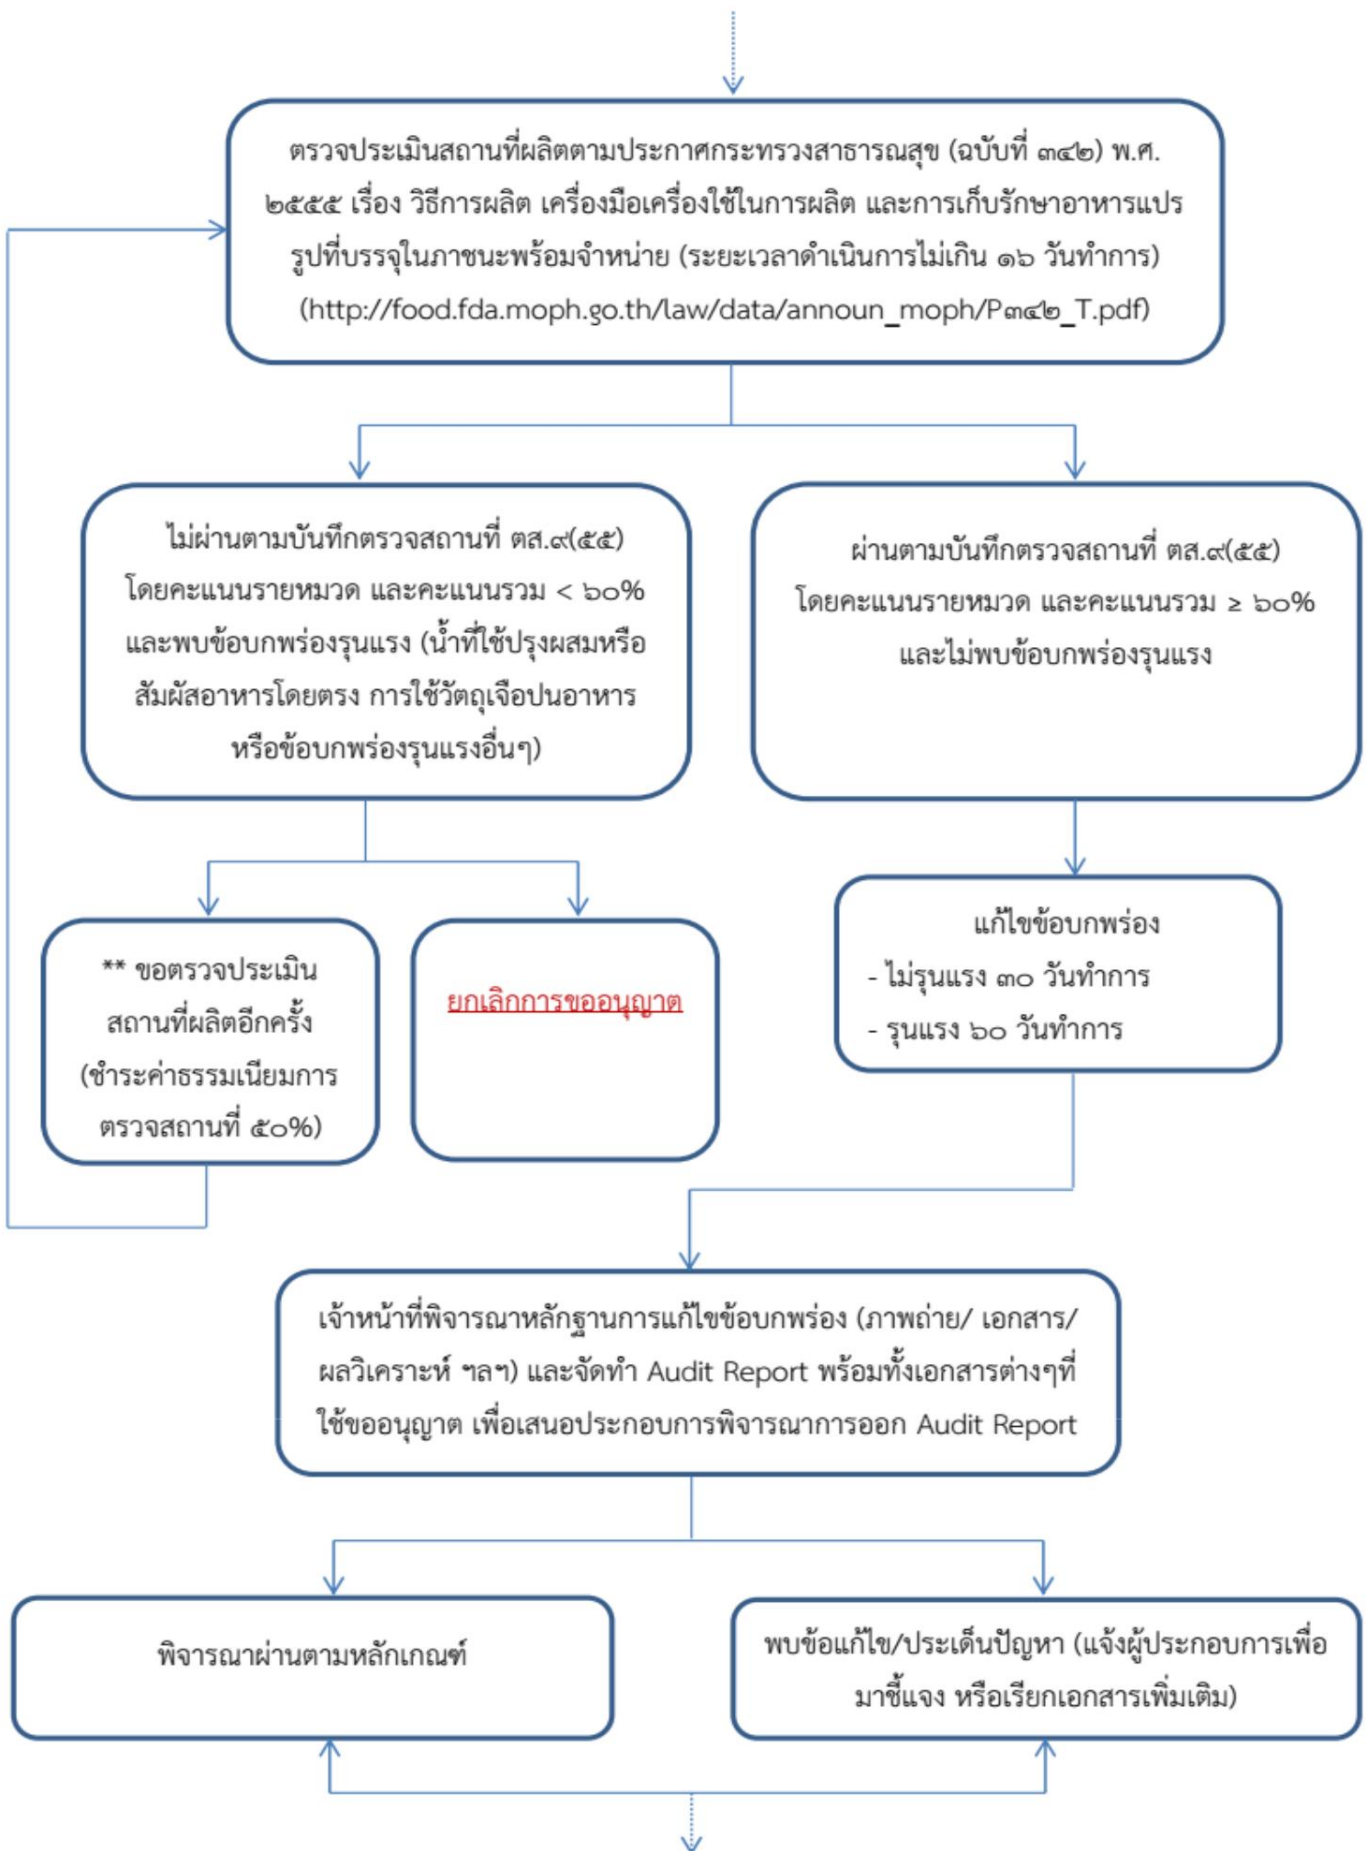 ตรวจประเมินสถานที่ผลิตตามประกาศกระทรวงสาธารณสุข (ฉบับที่ ๓๔๒) พ.ศ.
๒๕๕๕ เรื่อง วิธีการผลิต เครื่องมือเครื่องใช้ในการผลิต และการเก็บรักษาอาหารแปร
รูปที่บรรจุในภาชนะพร้อมจำหน่าย (ระยะเวลาดำเนินการไม่เกิน ๑๖ วันทำการ)
(http://food.fda.moph.go.th/law/data/announ_moph/P๓๔๒_T.pdf)
ไม่ผ่านตามบันทึกตรวจสถานที่ ตส.๙(๕๕)
โดยคะแนนรายหมวด และคะแนนรวม < ๖๐%
และพบข้อบกพร่องรุนแรง (น้ำที่ใช้ปรุงผสมหรือ
สัมผัสอาหารโดยตรง การใช้วัตถุเจือปนอาหาร
หรือข้อบกพร่องรุนแรงอื่นๆ)
ผ่านตามบันทึกตรวจสถานที่ ตส.๙(๕๕)
โดยคะแนนรายหมวด และคะแนนรวม ≥ ๖๐%
และไม่พบข้อบกพร่องรุนแรง
** ขอตรวจประเมิน
สถานที่ผลิตอีกครั้ง
(ชำระค่าธรรมเนียมการ
ตรวจสถานที่ ๕๐%)
ยกเลิกการขออนุญาต
แก้ไขข้อบกพร่อง
- ไม่รุนแรง ๓๐ วันทำการ
- รุนแรง ๖๐ วันทำการ
เจ้าหน้าที่พิจารณาหลักฐานการแก้ไขข้อบกพร่อง (ภาพถ่าย/ เอกสาร/
ผลวิเคราะห์ ฯลฯ) และจัดทำ Audit Report พร้อมทั้งเอกสารต่างๆที่
ใช้ขออนุญาต เพื่อเสนอประกอบการพิจารณาการออก Audit Report
พิจารณาผ่านตามหลักเกณฑ์
พบข้อแก้ไข/ประเด็นปัญหา (แจ้งผู้ประกอบการเพื่อ
มาชี้แจง หรือเรียกเอกสารเพิ่มเติม)